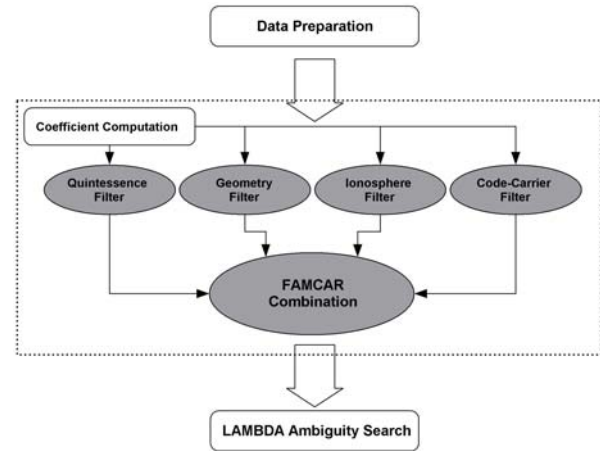 Data Preparation
Coefficient Computation
Quintessence
Filter
Geometry
Filter
Ionosphere
Filter
Code-Carrier
Filter
FAMCAR
Combination
LAMBDA Ambiguity Search